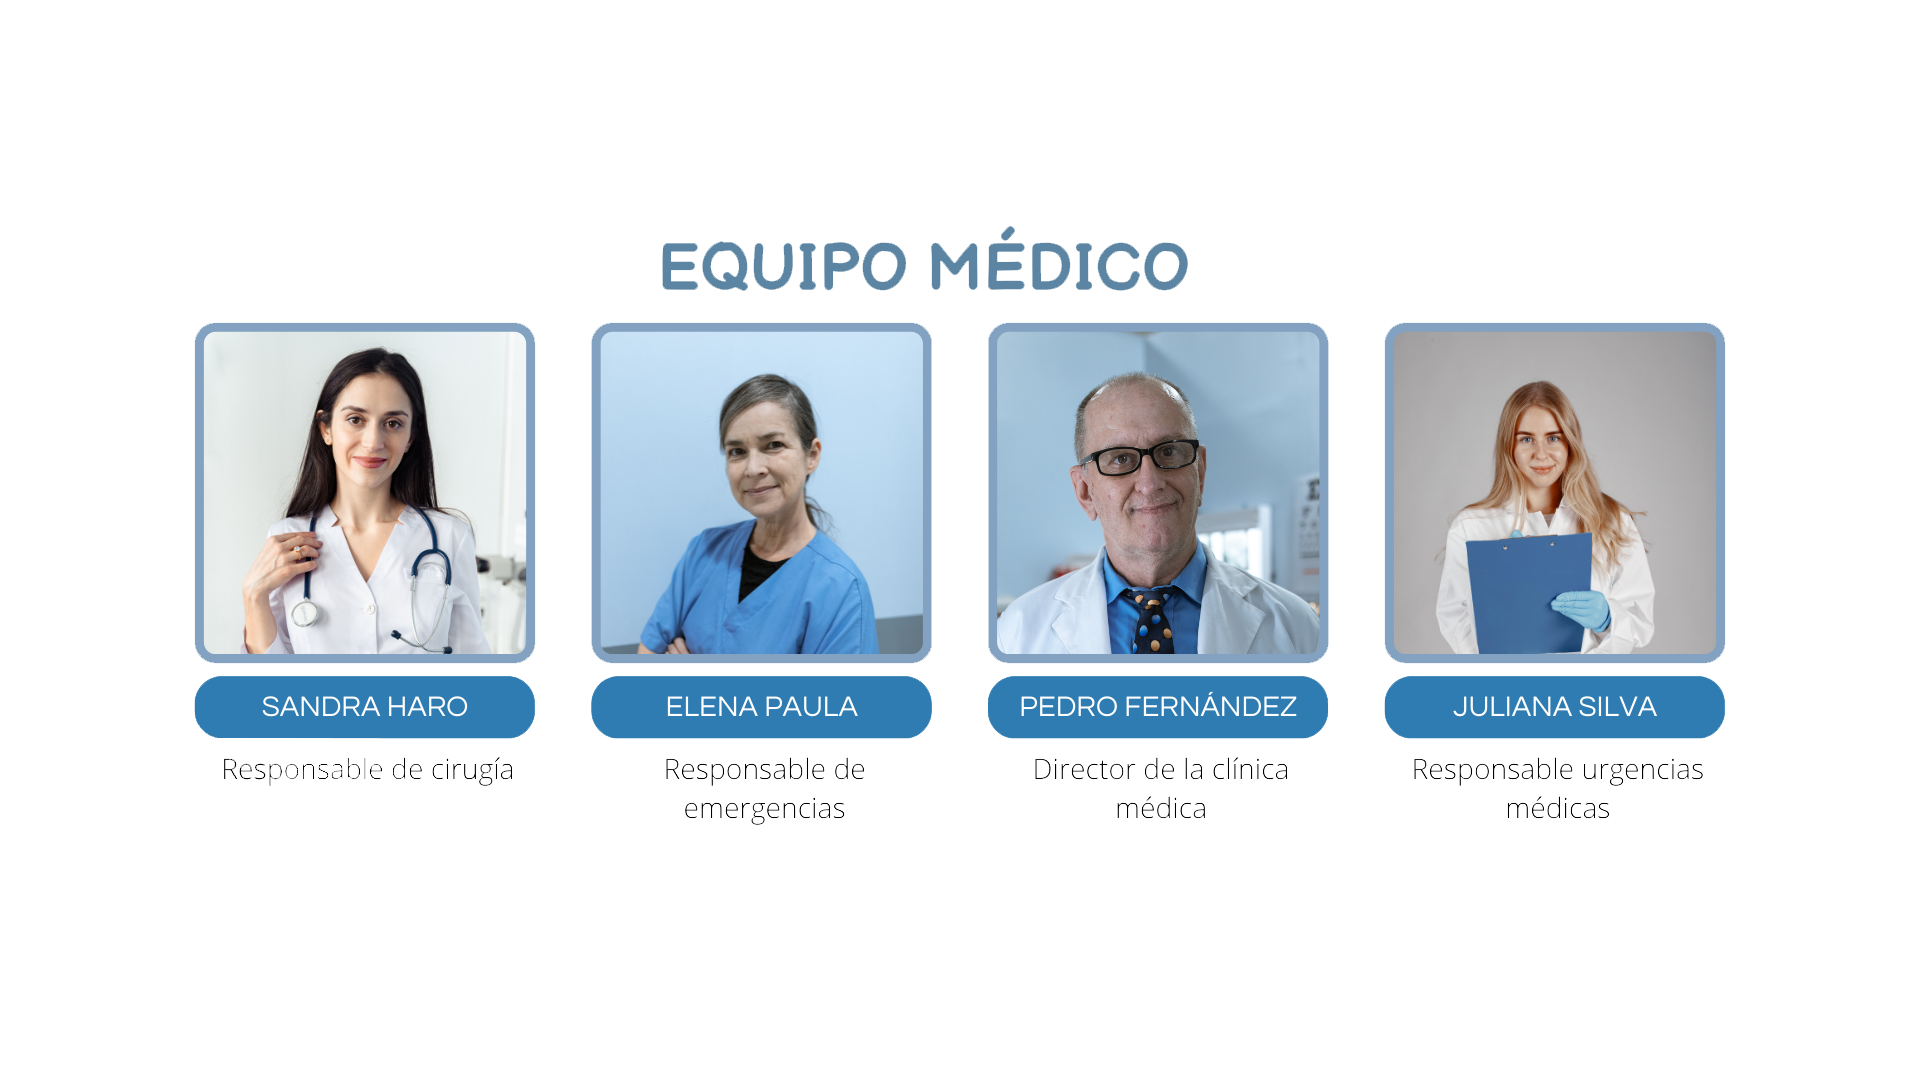 EQUIPO MÉDICO
SANDRA HARO
Responsable de cirugía
ELENA PAULA
Responsable de
emergencias
PEDRO FERNÁNDEZ
Director de la clínica
médica
JULIANA SILVA
Responsable urgencias
médicas